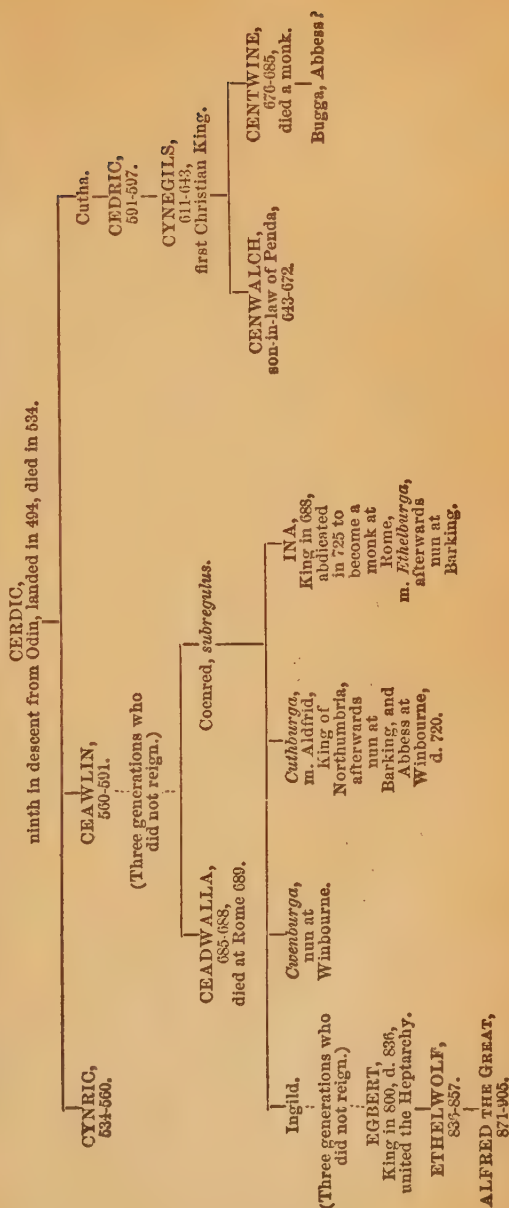 CERDIC,
ninth in descent from Odin, landed in 494, died in 534.
CYNRIC,
534-560.
CEAWLIN,
560-591.
(Three generations who
did not reign.)
Cutha.
CEDRIC,
591-597.
CYNEGILS,
611-643,
first Christian King.
CEADWALLA,
685-688,
died at Rome 689.
Coenred, subregulus.
CENWALCH,
son-in-law of Penda,
643-672.
CENTWINE,
676-685,
died a monk.
Bugga, Abbess?
Ingild.
(Three generations who
did not reign.)
EGBERT,
King in 800, d. 836,
united the Heptarchy.
ETHELWOLF,
836-857.
ALFRED THE GREAT,
871-905.
Cwenburga,
nun at
Winbourne.
Cuthburga,
m. Aldfrid,
King of
Northumbria,
afterwards
nun at
Barking, and
Abbess at
Winbourne,
d. 720.
INA,
King in 688,
abdicated
in 725 to
become a
monk at
Rome,
m. Ethelburga,
afterwards
nun at
Barking.